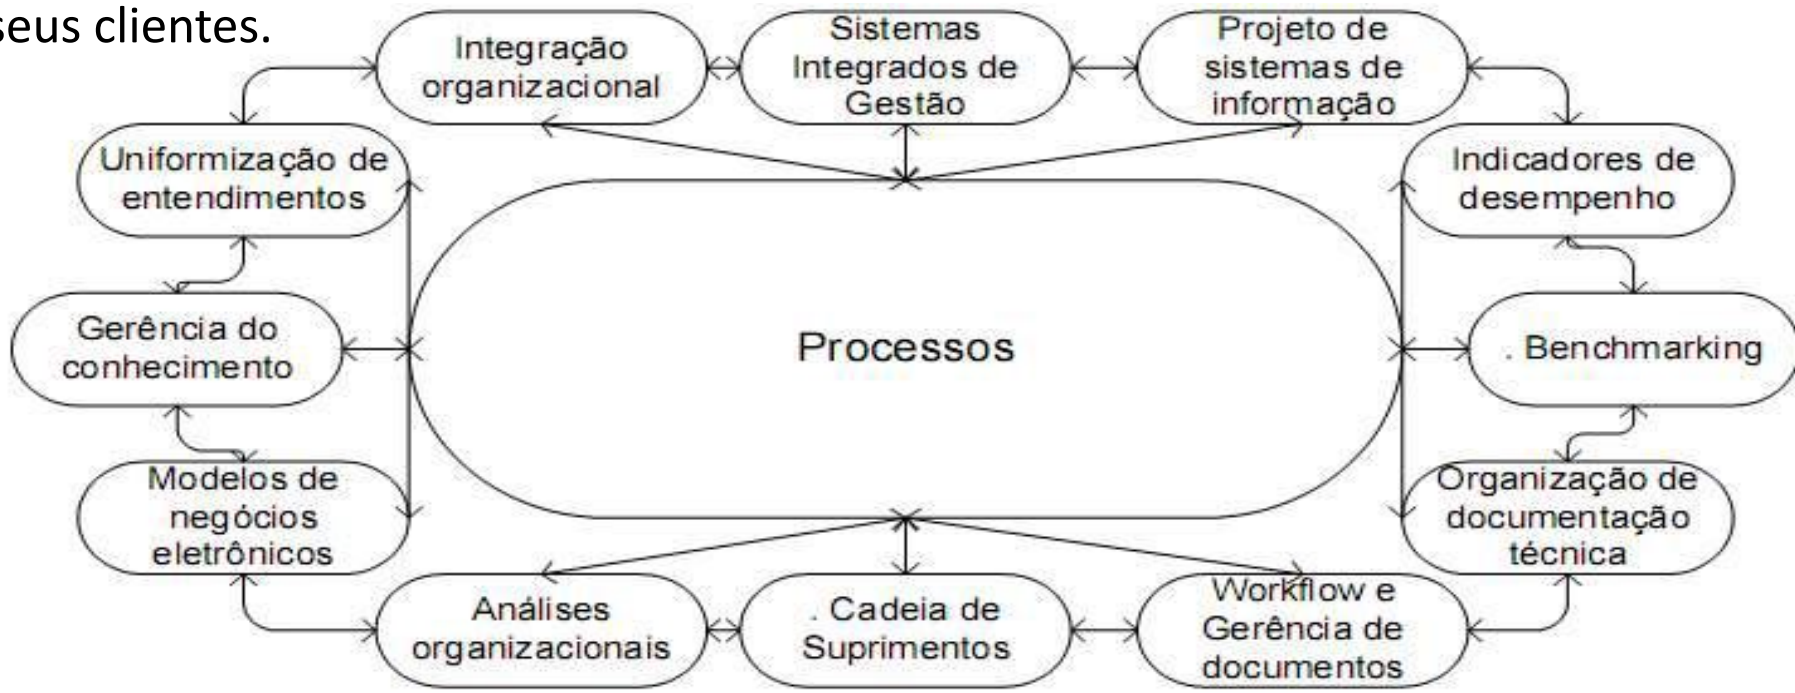 seus clientes.
Integração
organizacional
Sistemas
Integrados de
Gestão
Projeto de
sistemas de
informação
Uniformização de
entendimentos
Indicadores de
desempenho
Gerência do
conhecimento
Processos
. Benchmarking
Modelos de
negócios
eletrônicos
Organização de
documentação
técnica
Análises
organizacionais
. Cadeia de
Suprimentos
Workflow e
Gerência de
documentos